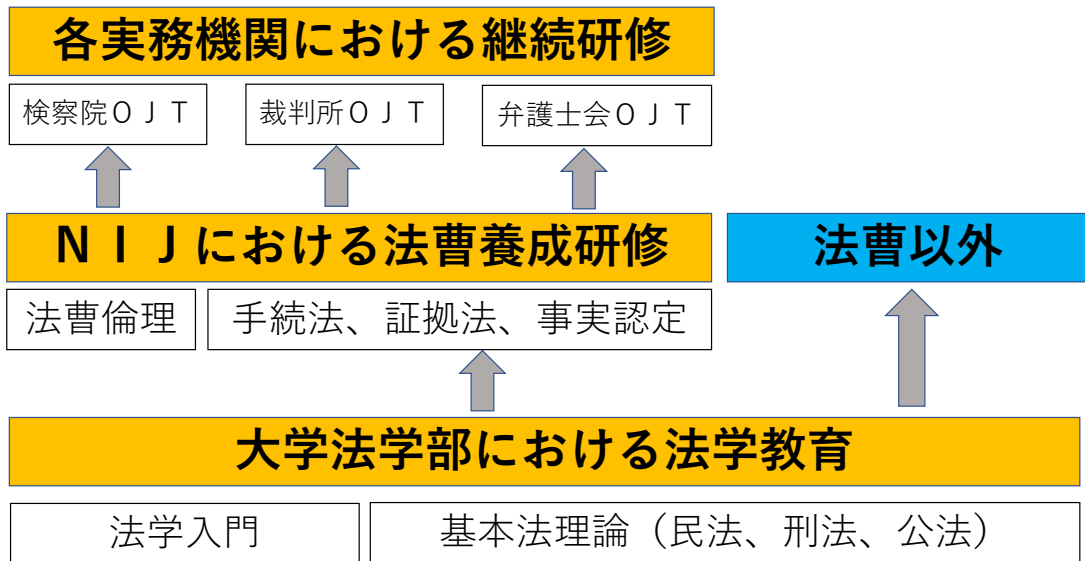 各実務機関における継続研修
検察院ＯＪＴ
裁判所ＯＪＴ
弁護士会ＯＪＴ
ＮＩＪにおける法曹養成研修
法曹以外
法曹倫理
手続法、証拠法、事実認定
大学法学部における法学教育
法学入門
基本法理論（民法、刑法、公法）